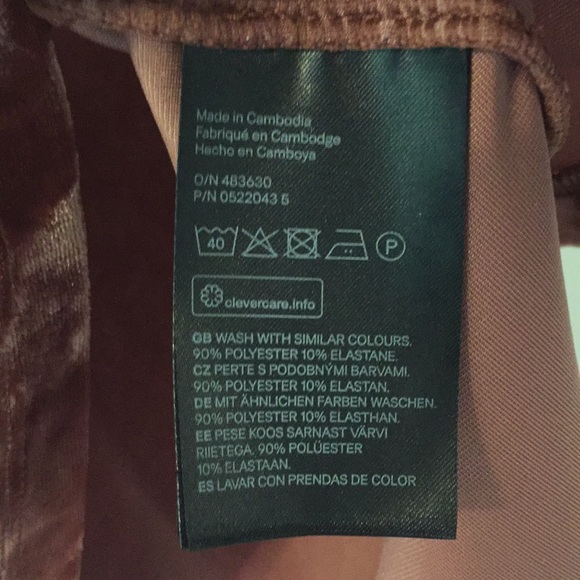 Made in Cambodia
Fabriqué en Cambodge
Hecho en Camboya
O/N 483630
P/N 0522043 5
40 P
clevercare.info
GB WASH WITH SIMILAR COLOURS.
90% POLYESTER 10% ELASTANE.
CZ PERTE S PODOBNÝMI BARVAMI.
90% POLYESTER 10% ELASTAN.
DE MIT ÄHNLICHEN FARBEN WASCHEN.
90% POLYESTER 10% ELASTHAN.
EE PESE KOOS SARNAST VÄRVI
RIIETEGA. 90% POLÜESTER
10% ELASTAAN.
ES LAVAR CON PRENDAS DE COLOR